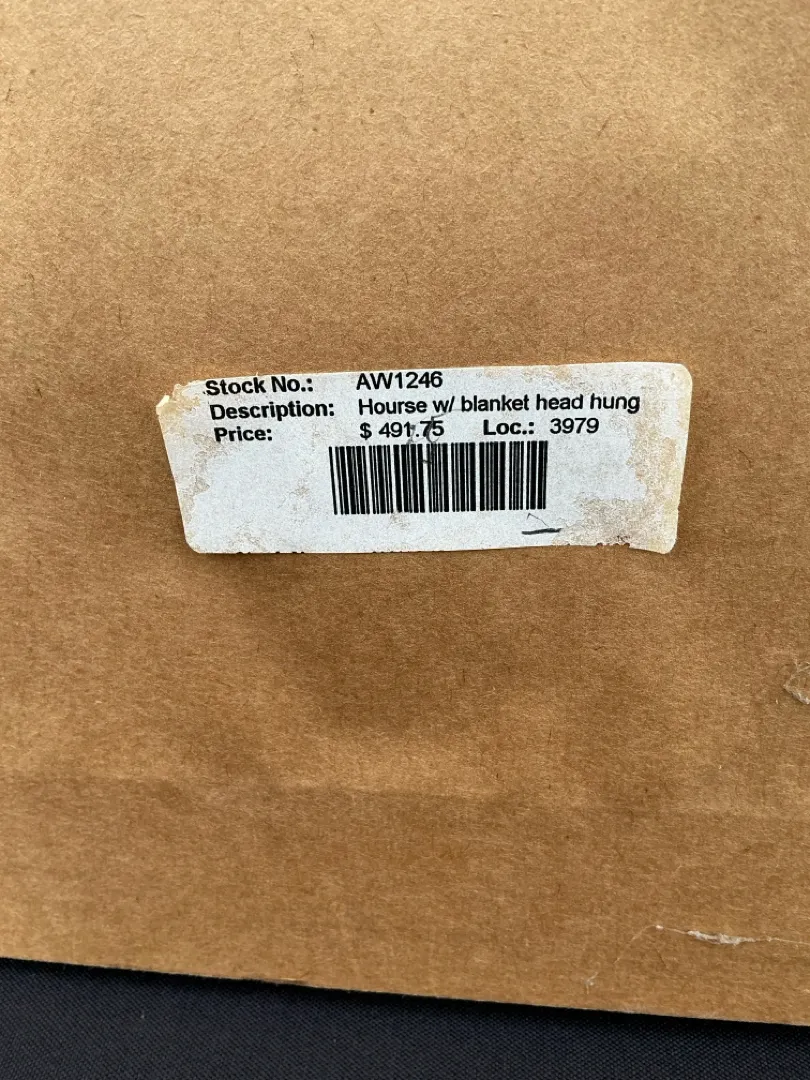 Stock No.: AW1246
Description: Hourse w/ blanket head hung
Price: $ 491.75 Loc.: 3979